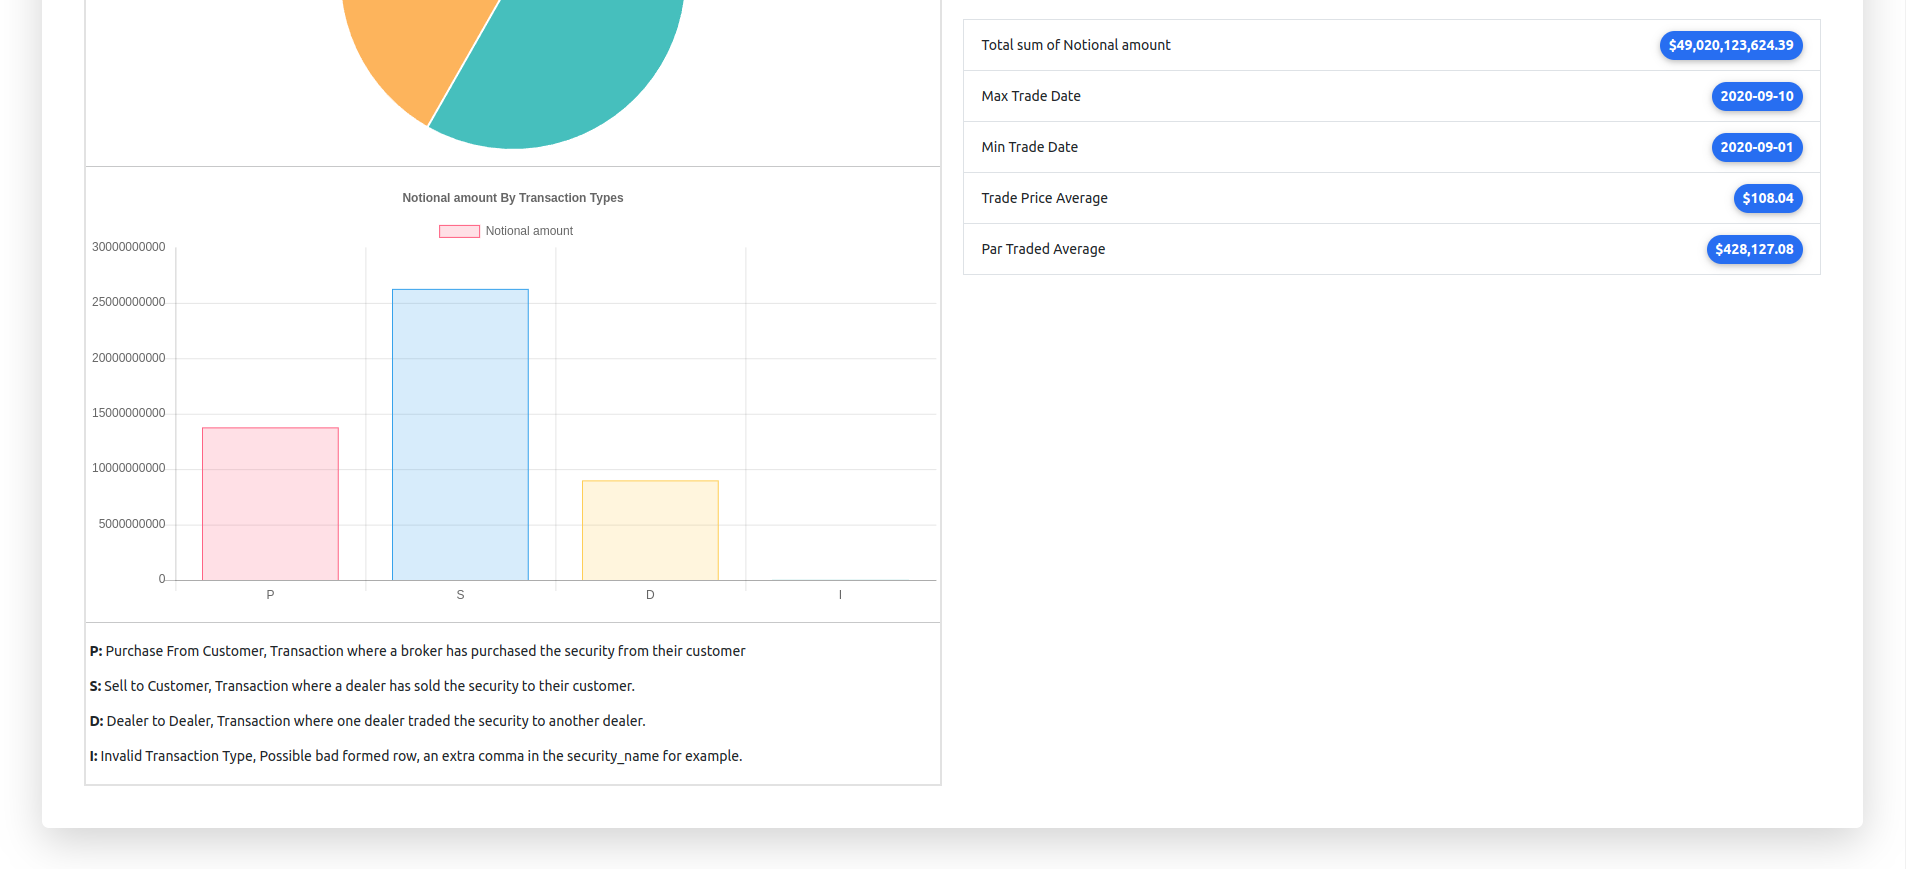 Notional amount By Transaction Types
Notional amount
30000000000
25000000000
20000000000
15000000000
10000000000
5000000000
0
P S D I
P: Purchase From Customer, Transaction where a broker has purchased the security from their customer
S: Sell to Customer, Transaction where a dealer has sold the security to their customer.
D: Dealer to Dealer, Transaction where one dealer traded the security to another dealer.
I: Invalid Transaction Type, Possible bad formed row, an extra comma in the security_name for example.
Total sum of Notional amount $49,020,123,624.39
Max Trade Date 2020-09-10
Min Trade Date 2020-09-01
Trade Price Average $108.04
Par Traded Average $428,127.08